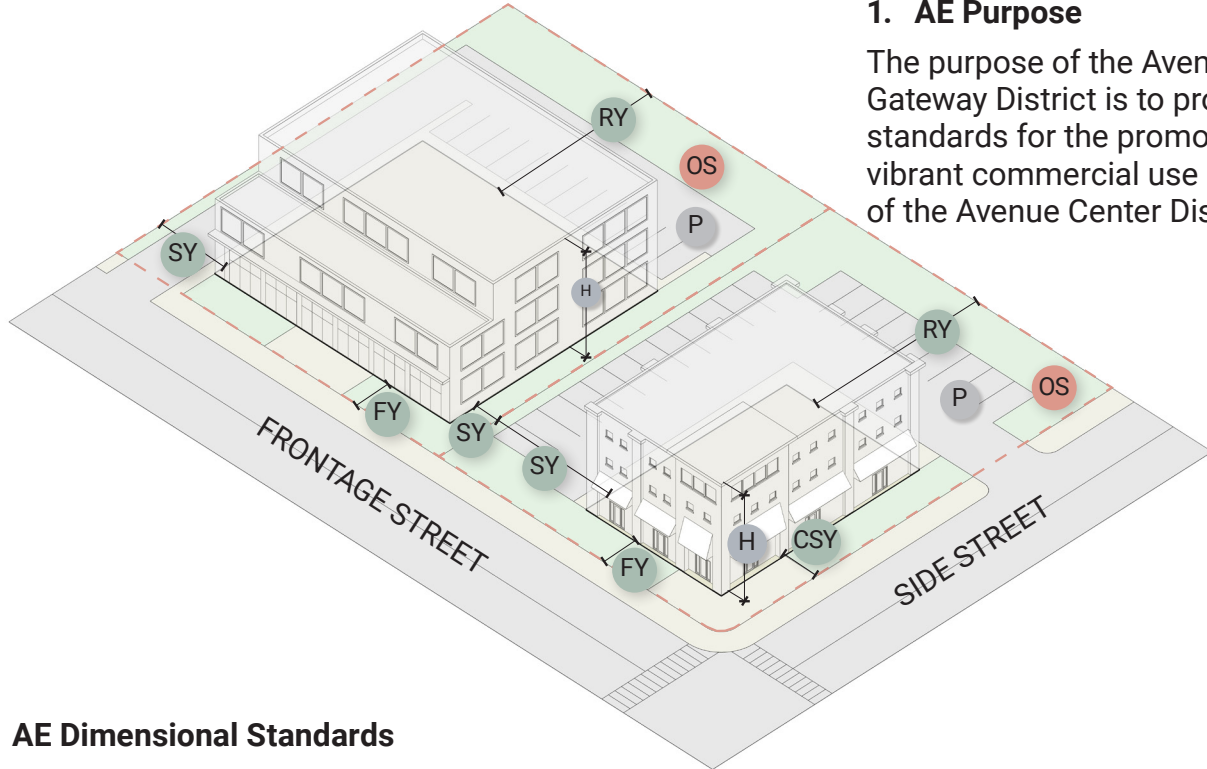 1. AE Purpose
The purpose of the Aven
Gateway District is to pro
standards for the promo
vibrant commercial use
of the Avenue Center Dis
RY
OS
P
SY
H
RY
OS
P
FY
SY
SY
H
CSY
FY
FRONTAGE STREET
SIDE STREET
AE Dimensional Standards